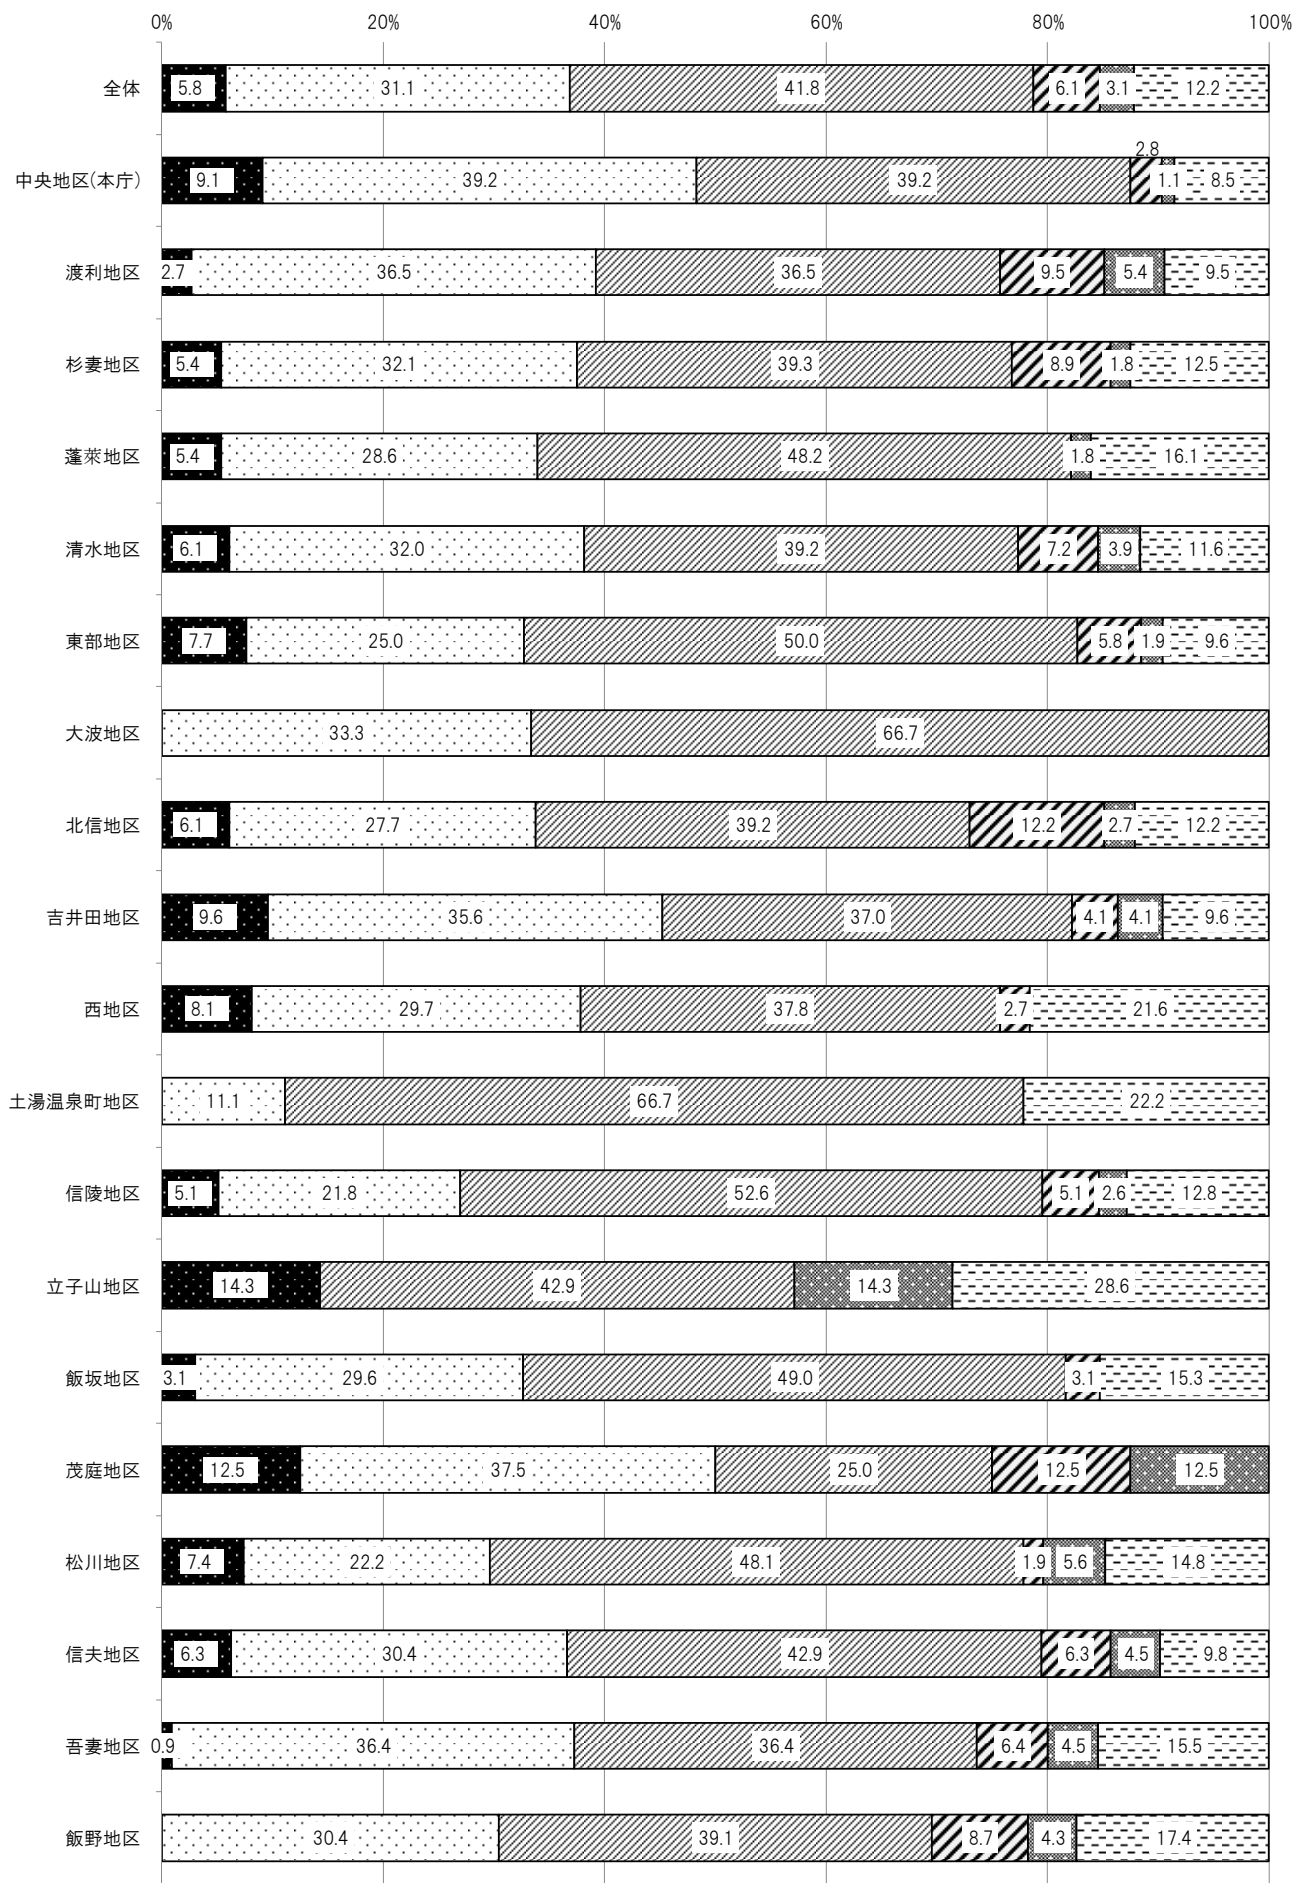 0% 20% 40% 60% 80% 100%
全体 5.8 31.1 41.8 6.1 3.1 12.2
2.8
中央地区(本庁) 9.1 39.2 39.2 1.1 8.5
渡利地区 2.7 36.5 36.5 9.5 5.4 9.5
杉妻地区 5.4 32.1 39.3 8.9 1.8 12.5
蓬萊地区 5.4 28.6 48.2 1.8 16.1
清水地区 6.1 32.0 39.2 7.2 3.9 11.6
東部地区 7.7 25.0 50.0 5.8 1.9 9.6
大波地区 33.3 66.7
北信地区 6.1 27.7 39.2 12.2 2.7 12.2
吉井田地区 9.6 35.6 37.0 4.1 4.1 9.6
西地区 8.1 29.7 37.8 2.7 21.6
土湯温泉町地区 11.1 66.7 22.2
信陵地区 5.1 21.8 52.6 5.1 2.6 12.8
立子山地区 14.3 42.9 14.3 28.6
飯坂地区 3.1 29.6 49.0 3.1 15.3
茂庭地区 12.5 37.5 25.0 12.5 12.5
松川地区 7.4 22.2 48.1 1.9 5.6 14.8
信夫地区 6.3 30.4 42.9 6.3 4.5 9.8
吾妻地区 0.9 36.4 36.4 6.4 4.5 15.5
飯野地区 30.4 39.1 8.7 4.3 17.4